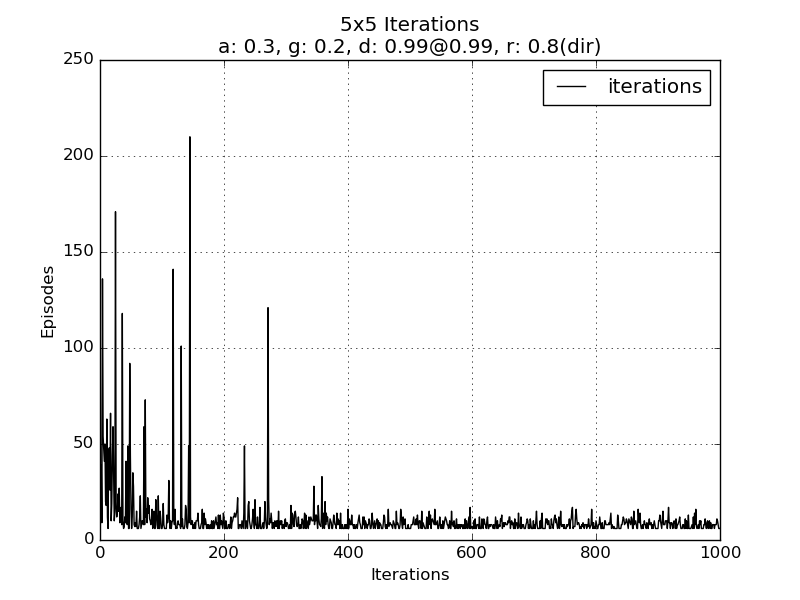 5x5 Iterations
a: 0.3, g: 0.2, d: 0.99@0.99, r: 0.8(dir)
250
iterations
200
150
Episodes
100
50
0
0 200 400 600 800 1000
Iterations